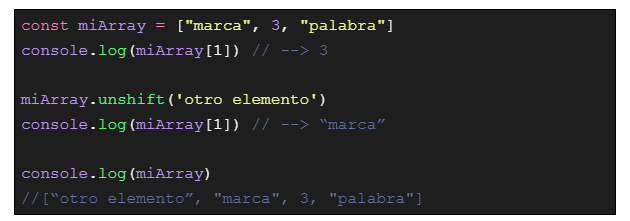 const miArray = ["marca", 3, "palabra"]
console.log(miArray[1]) // --> 3
miArray.unshift('otro elemento')
console.log(miArray[1]) // --> “marca”
console.log(miArray)
//[“otro elemento”, "marca", 3, "palabra"]